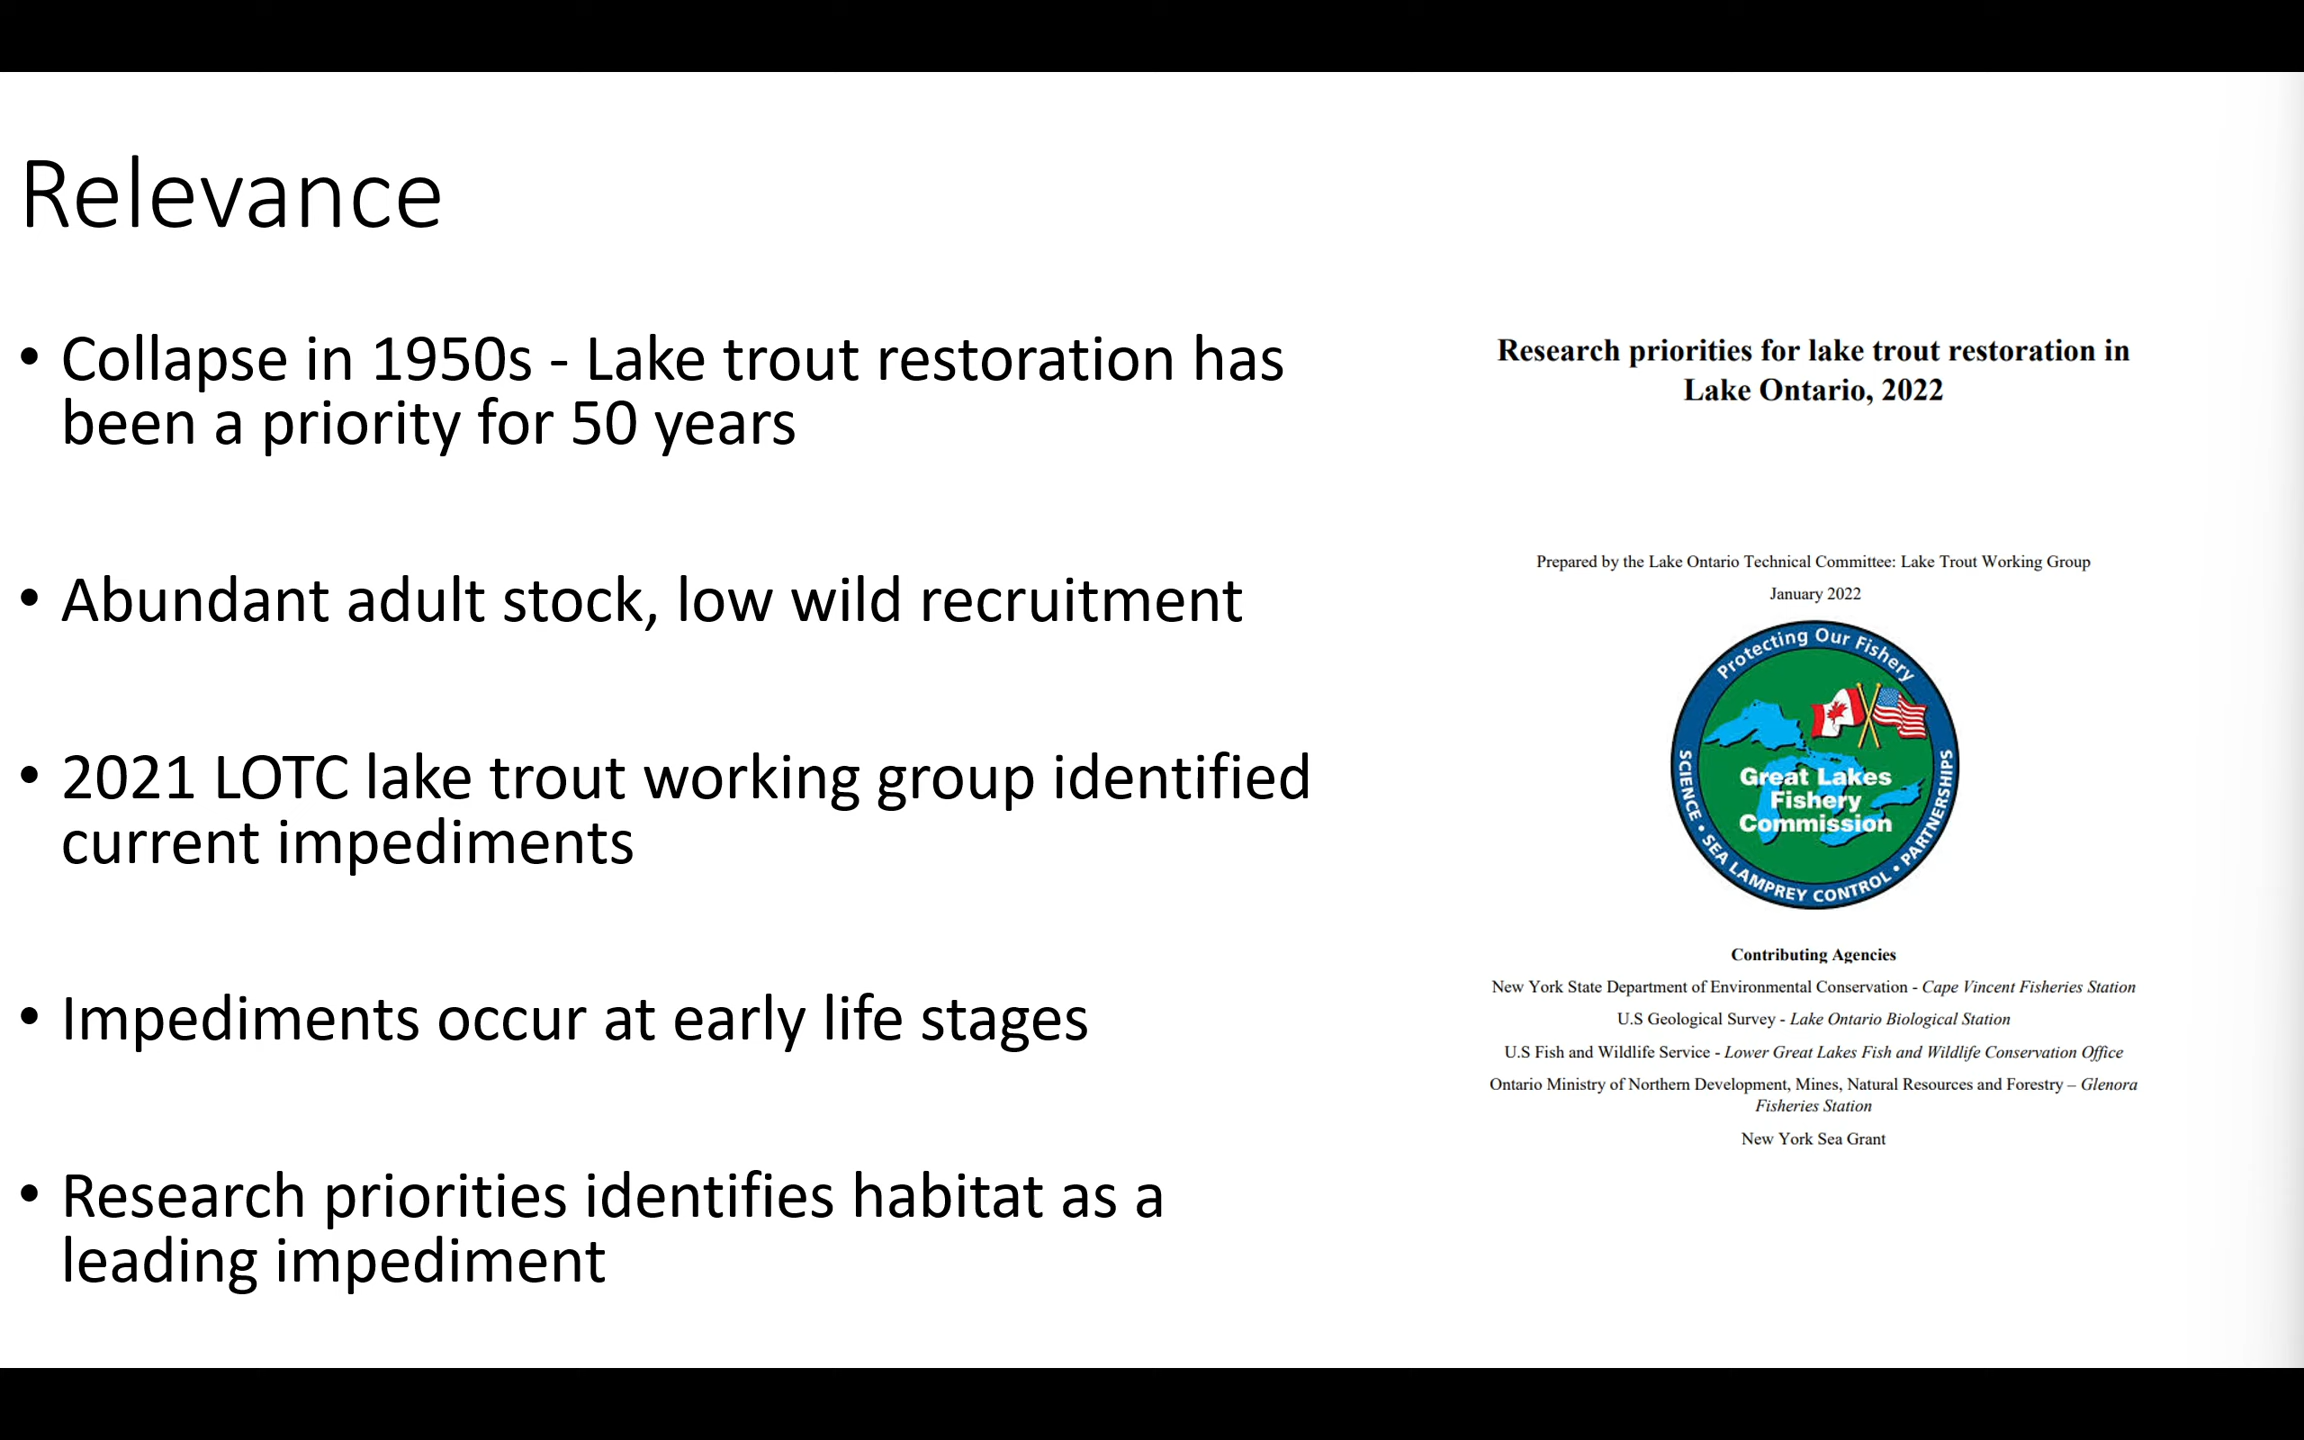 Relevance
• Collapse in 1950s - Lake trout restoration has
been a priority for 50 years
• Abundant adult stock, low wild recruitment
• 2021 LOTC lake trout working group identified
current impediments
• Impediments occur at early life stages
• Research priorities identifies habitat as a
leading impediment
Research priorities for lake trout restoration in
Lake Ontario, 2022
Prepared by the Lake Ontario Technical Committee: Lake Trout Working Group
January 2022
Protecting Our Fishery
Great Lakes
Fishery
Commission
SCIENCE • SEA LAMPREY CONTROL • PARTNERSHIPS
Contributing Agencies
New York State Department of Environmental Conservation - Cape Vincent Fisheries Station
U.S Geological Survey - Lake Ontario Biological Station
U.S Fish and Wildlife Service - Lower Great Lakes Fish and Wildlife Conservation Office
Ontario Ministry of Northern Development, Mines, Natural Resources and Forestry – Glenora
Fisheries Station
New York Sea Grant